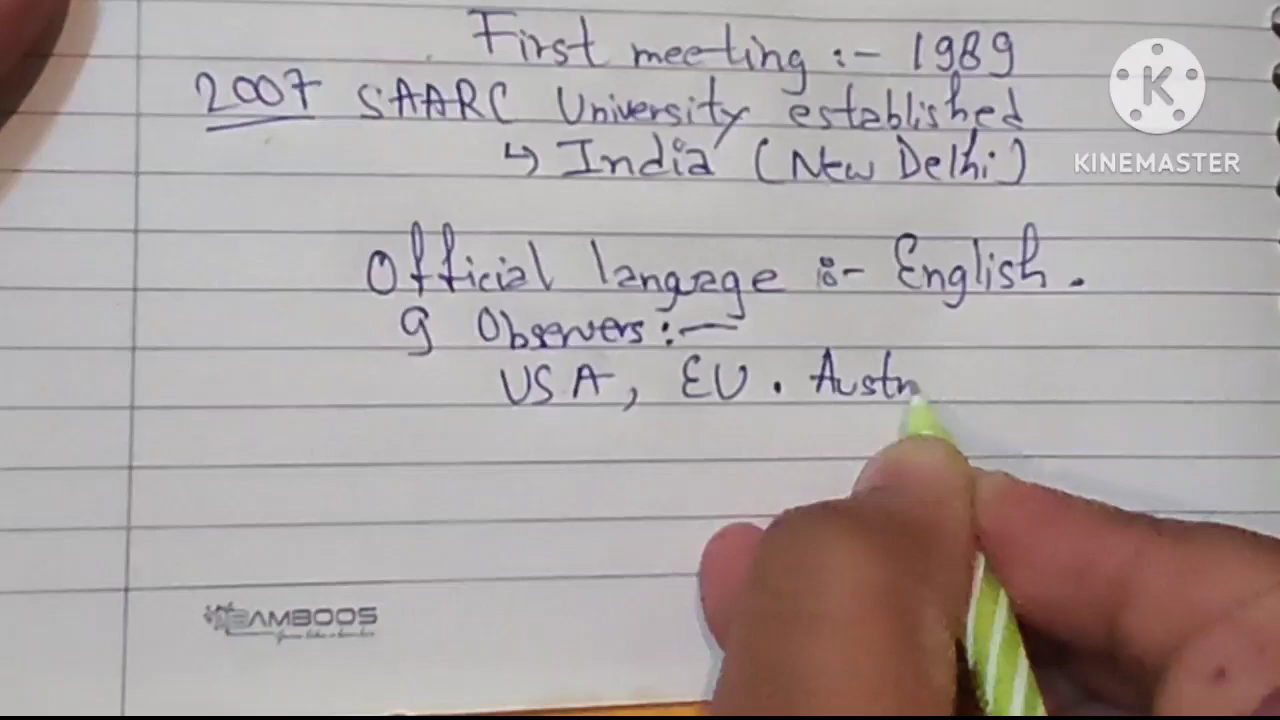 First meeting :- 1989
2007 SAARC University established
↳ India (New Delhi)
Official langage :- English.
9 Observers :-
USA, EU. Austr
KINEMASTER
BAMBOOS